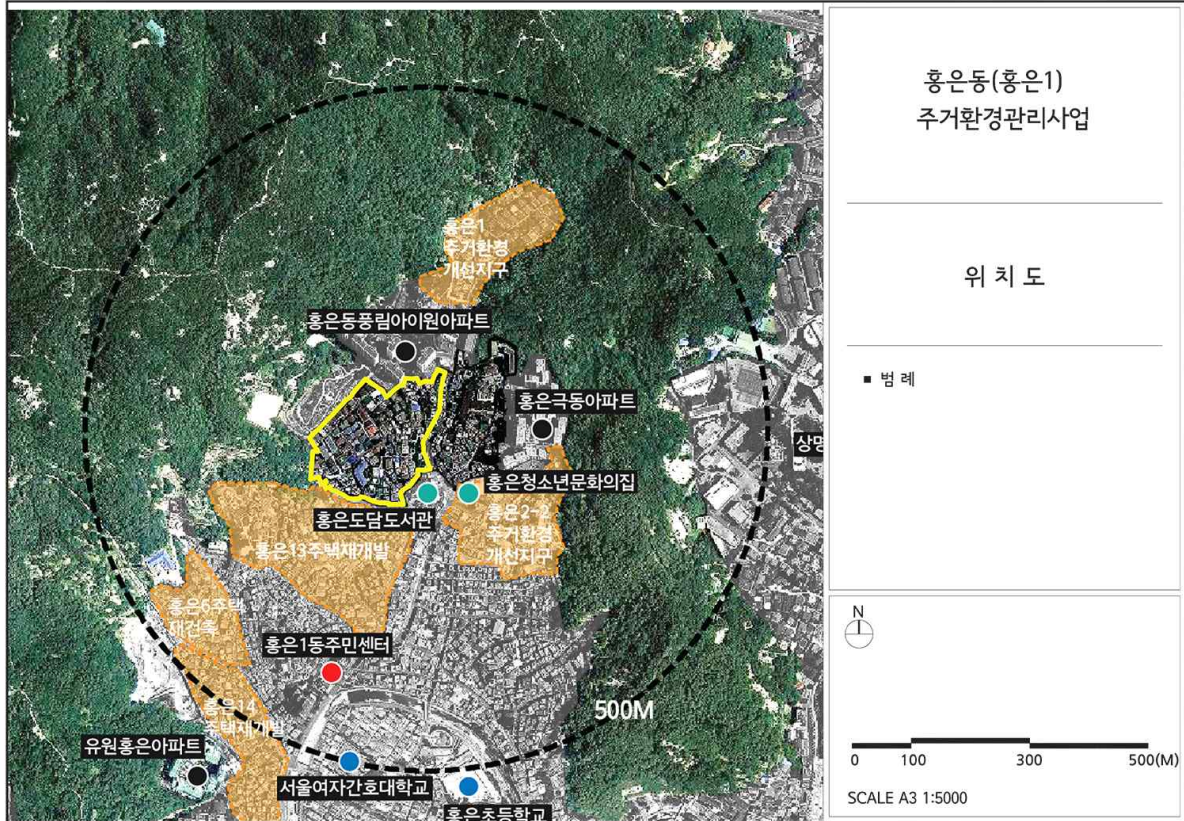 홍은동(홍은1)
주거환경관리사업
위 치 도
■ 범 례
홍은1
주거환경
개선지구
홍은동풍림아이원아파트
홍은극동아파트
상명
홍은청소년문화의집
홍은도담도서관
홍은2-2
주거환경
개선지구
홍은13주택재개발
홍은6주택
재건축
홍은1동주민센터
홍은14
주택재개발
500M
유원홍은아파트
서울여자간호대학교
홍은초등학교
N
0 100 300 500(M)
SCALE A3 1:5000